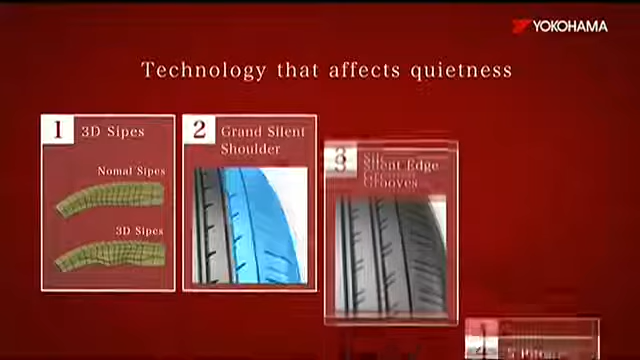 YOKOHAMA
Technology that affects quietness
1 3D Sipes
Nomal Sipes
3D Sipes
2 Grand Silent
Shoulder
3 Silent Edge
Grooves